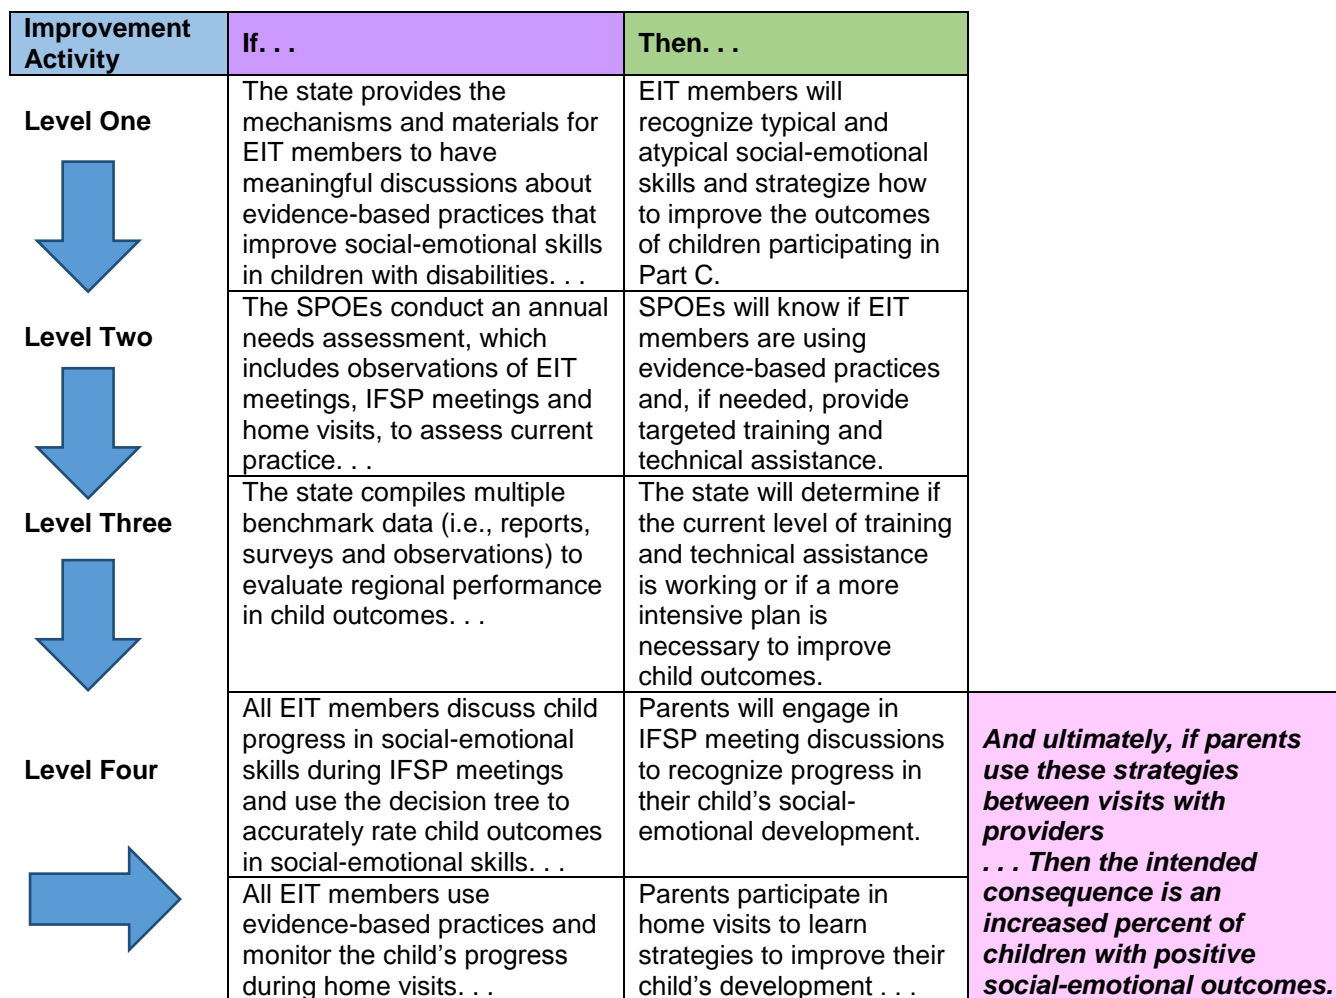 Improvement
Activity
If. . .
Then. . .
Level One
The state provides the
mechanisms and materials for
EIT members to have
meaningful discussions about
evidence-based practices that
improve social-emotional skills
in children with disabilities. . .
EIT members will
recognize typical and
atypical social-emotional
skills and strategize how
to improve the outcomes
of children participating in
Part C.
Level Two
The SPOEs conduct an annual
needs assessment, which
includes observations of EIT
meetings, IFSP meetings and
home visits, to assess current
practice. . .
SPOEs will know if EIT
members are using
evidence-based practices
and, if needed, provide
targeted training and
technical assistance.
Level Three
The state compiles multiple
benchmark data (i.e., reports,
surveys and observations) to
evaluate regional performance
in child outcomes. . .
The state will determine if
the current level of training
and technical assistance
is working or if a more
intensive plan is
necessary to improve
child outcomes.
Level Four
All EIT members discuss child
progress in social-emotional
skills during IFSP meetings
and use the decision tree to
accurately rate child outcomes
in social-emotional skills. . .
Parents will engage in
IFSP meeting discussions
to recognize progress in
their child's social-
emotional development.
All EIT members use
evidence-based practices and
monitor the child's progress
during home visits. . .
Parents participate in
home visits to learn
strategies to improve their
child's development . . .
And ultimately, if parents
use these strategies
between visits with
providers
. . . Then the intended
consequence is an
increased percent of
children with positive
social-emotional outcomes.